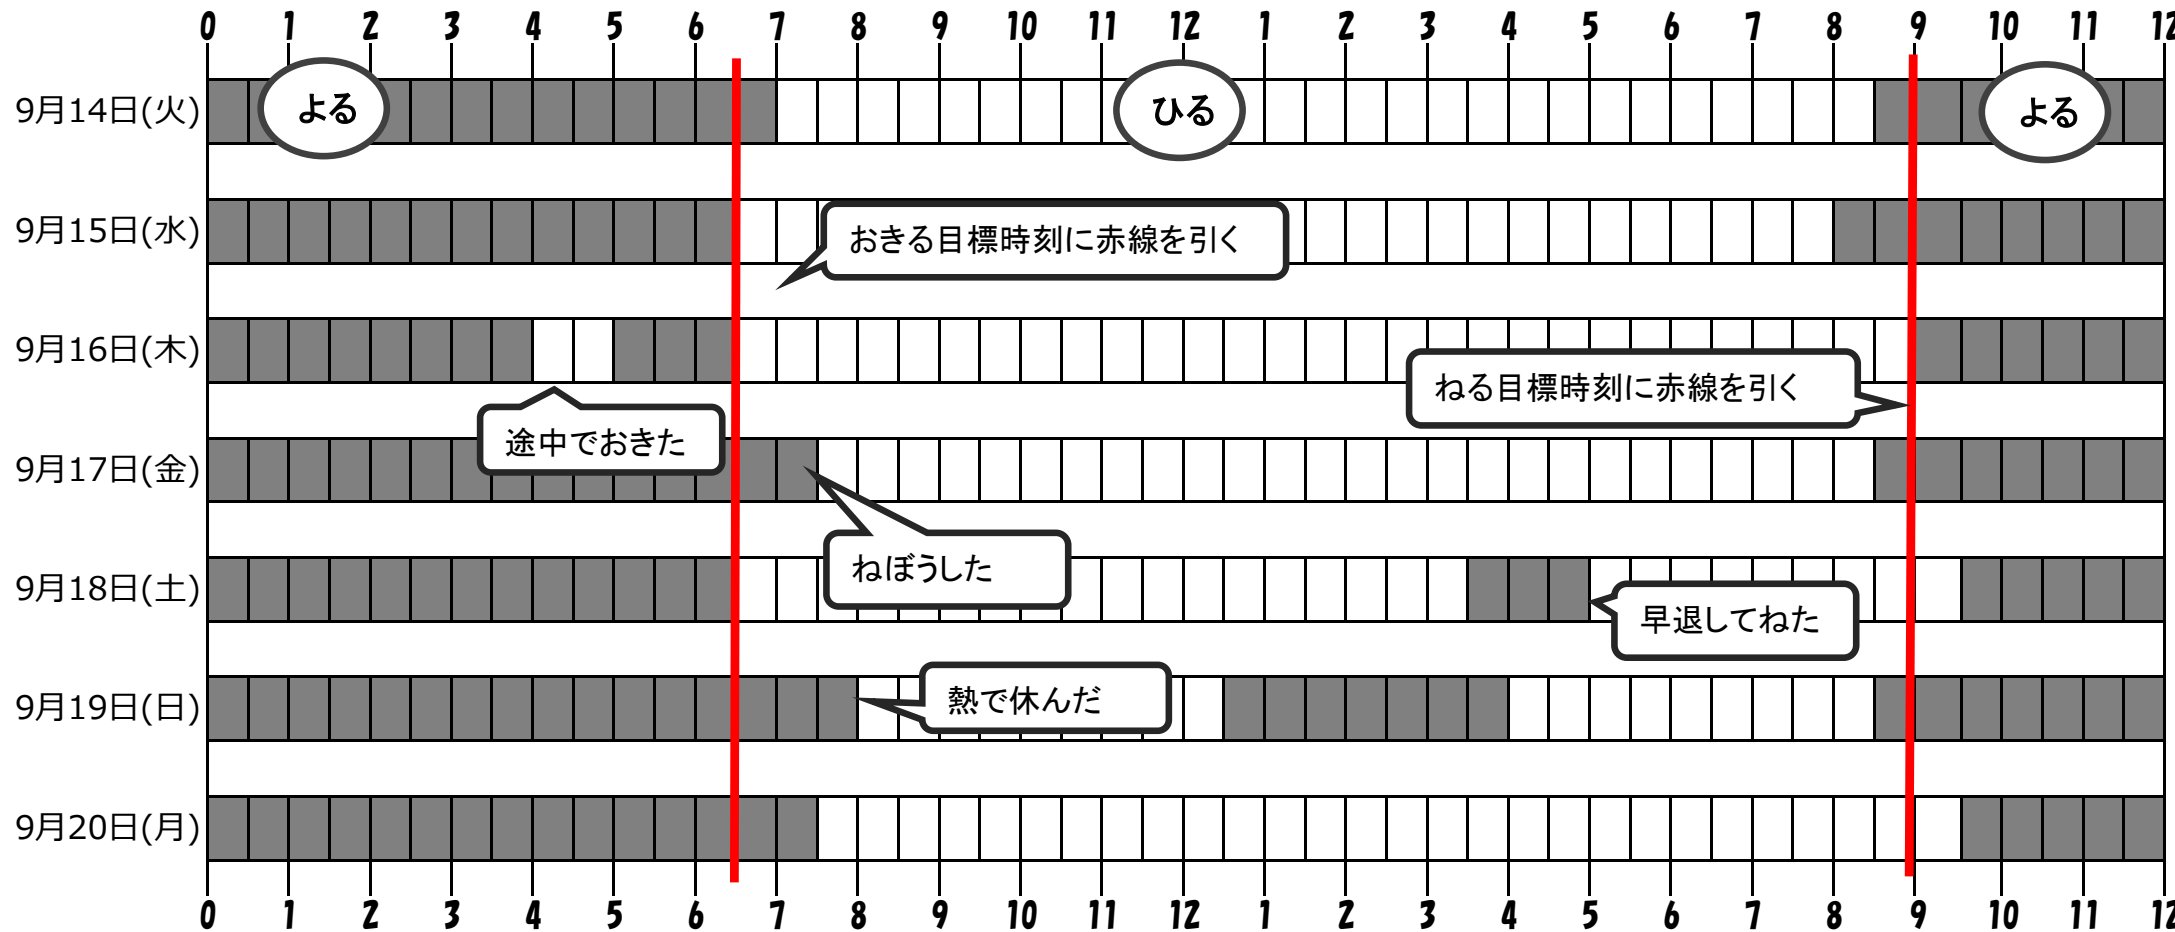 0 1 2 3 4 5 6 7 8 9 10 11 12 1 2 3 4 5 6 7 8 9 10 11 12
9月14日(火) よる ひる よる
9月15日(水)
おきる目標時刻に赤線を引く
9月16日(木)
ねる目標時刻に赤線を引く
途中でおきた
9月17日(金)
ねぼうした
9月18日(土)
早退してねた
9月19日(日)
熱で休んだ
9月20日(月)
0 1 2 3 4 5 6 7 8 9 10 11 12 1 2 3 4 5 6 7 8 9 10 11 12